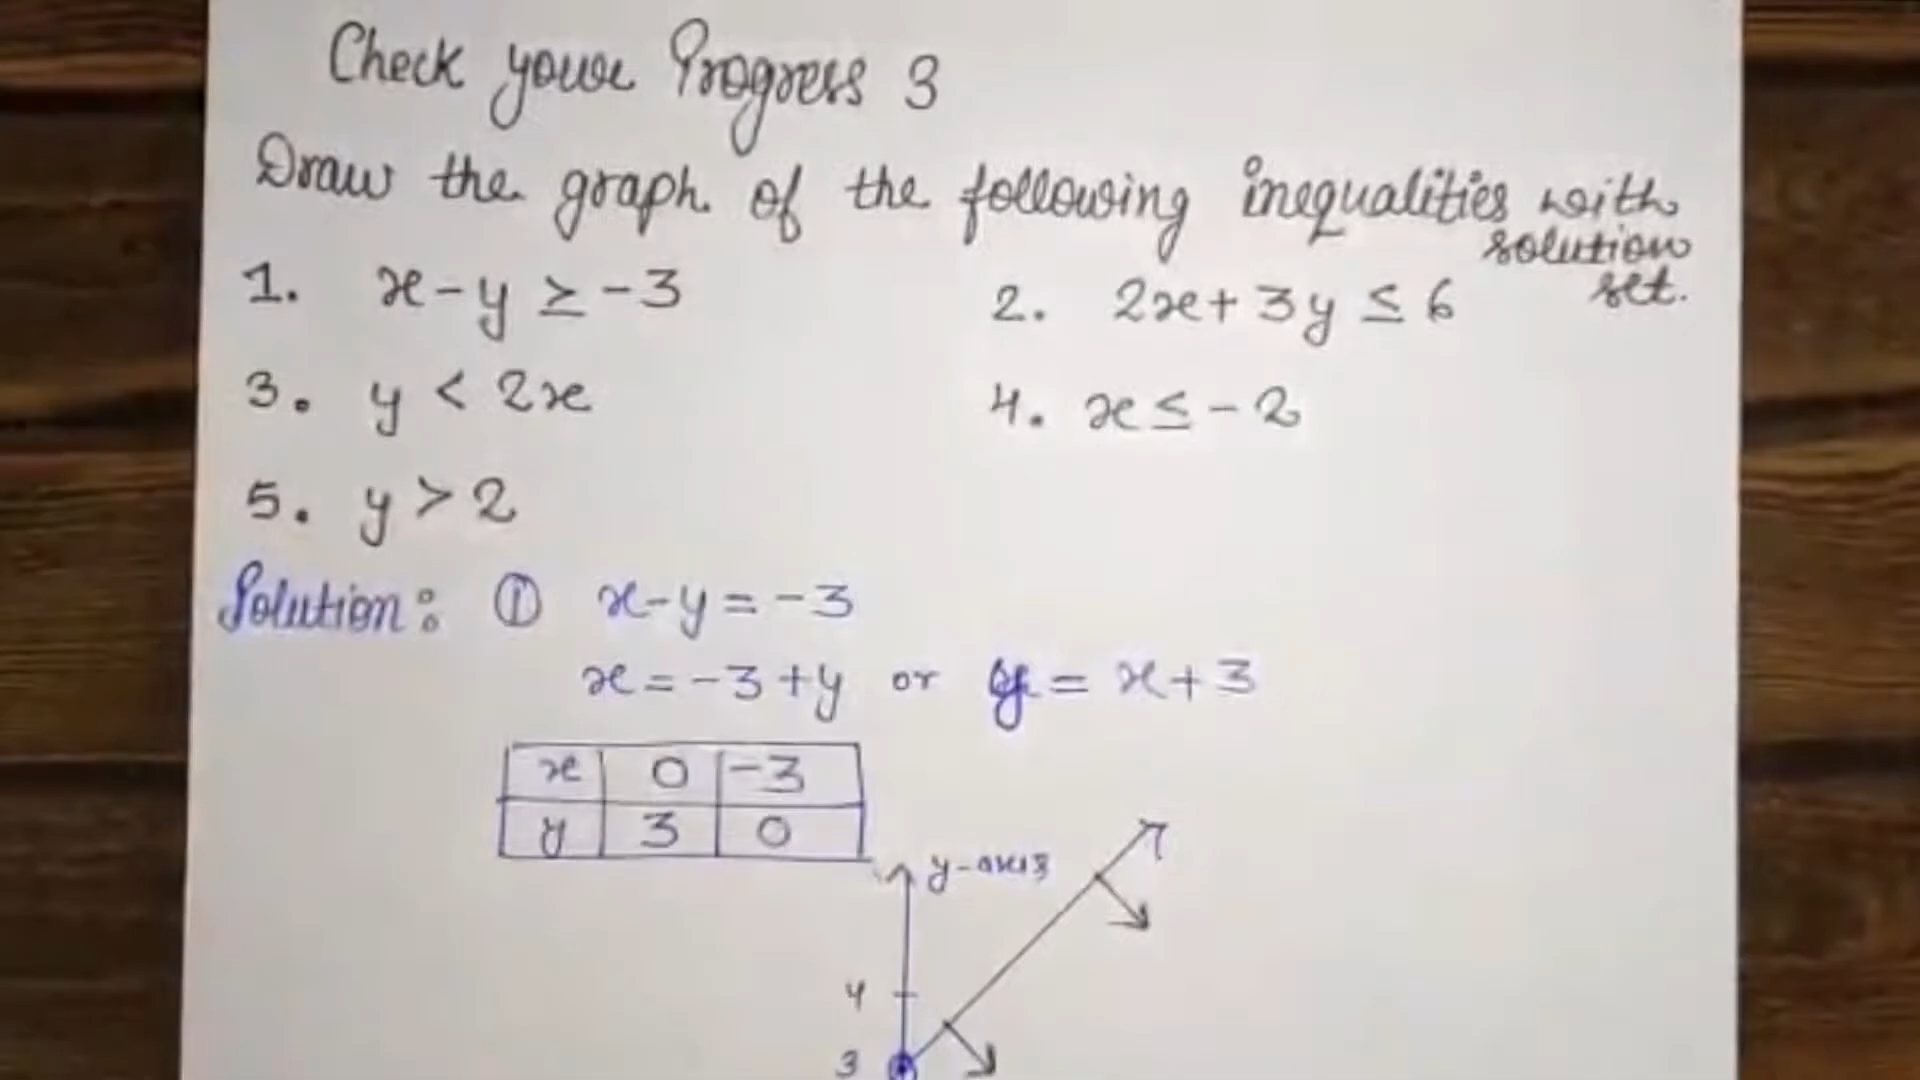 Check your Progress 3
Draw the graph of the following inequalities with solution set.
1. x-y ≥ -3
2. 2x+3y ≤ 6
3. y < 2x
4. x ≤ -2
5. y > 2
Solution: ① x-y = -3
x = -3+y or y = x+3
x 0 -3
y 3 0
y-axis
4
3